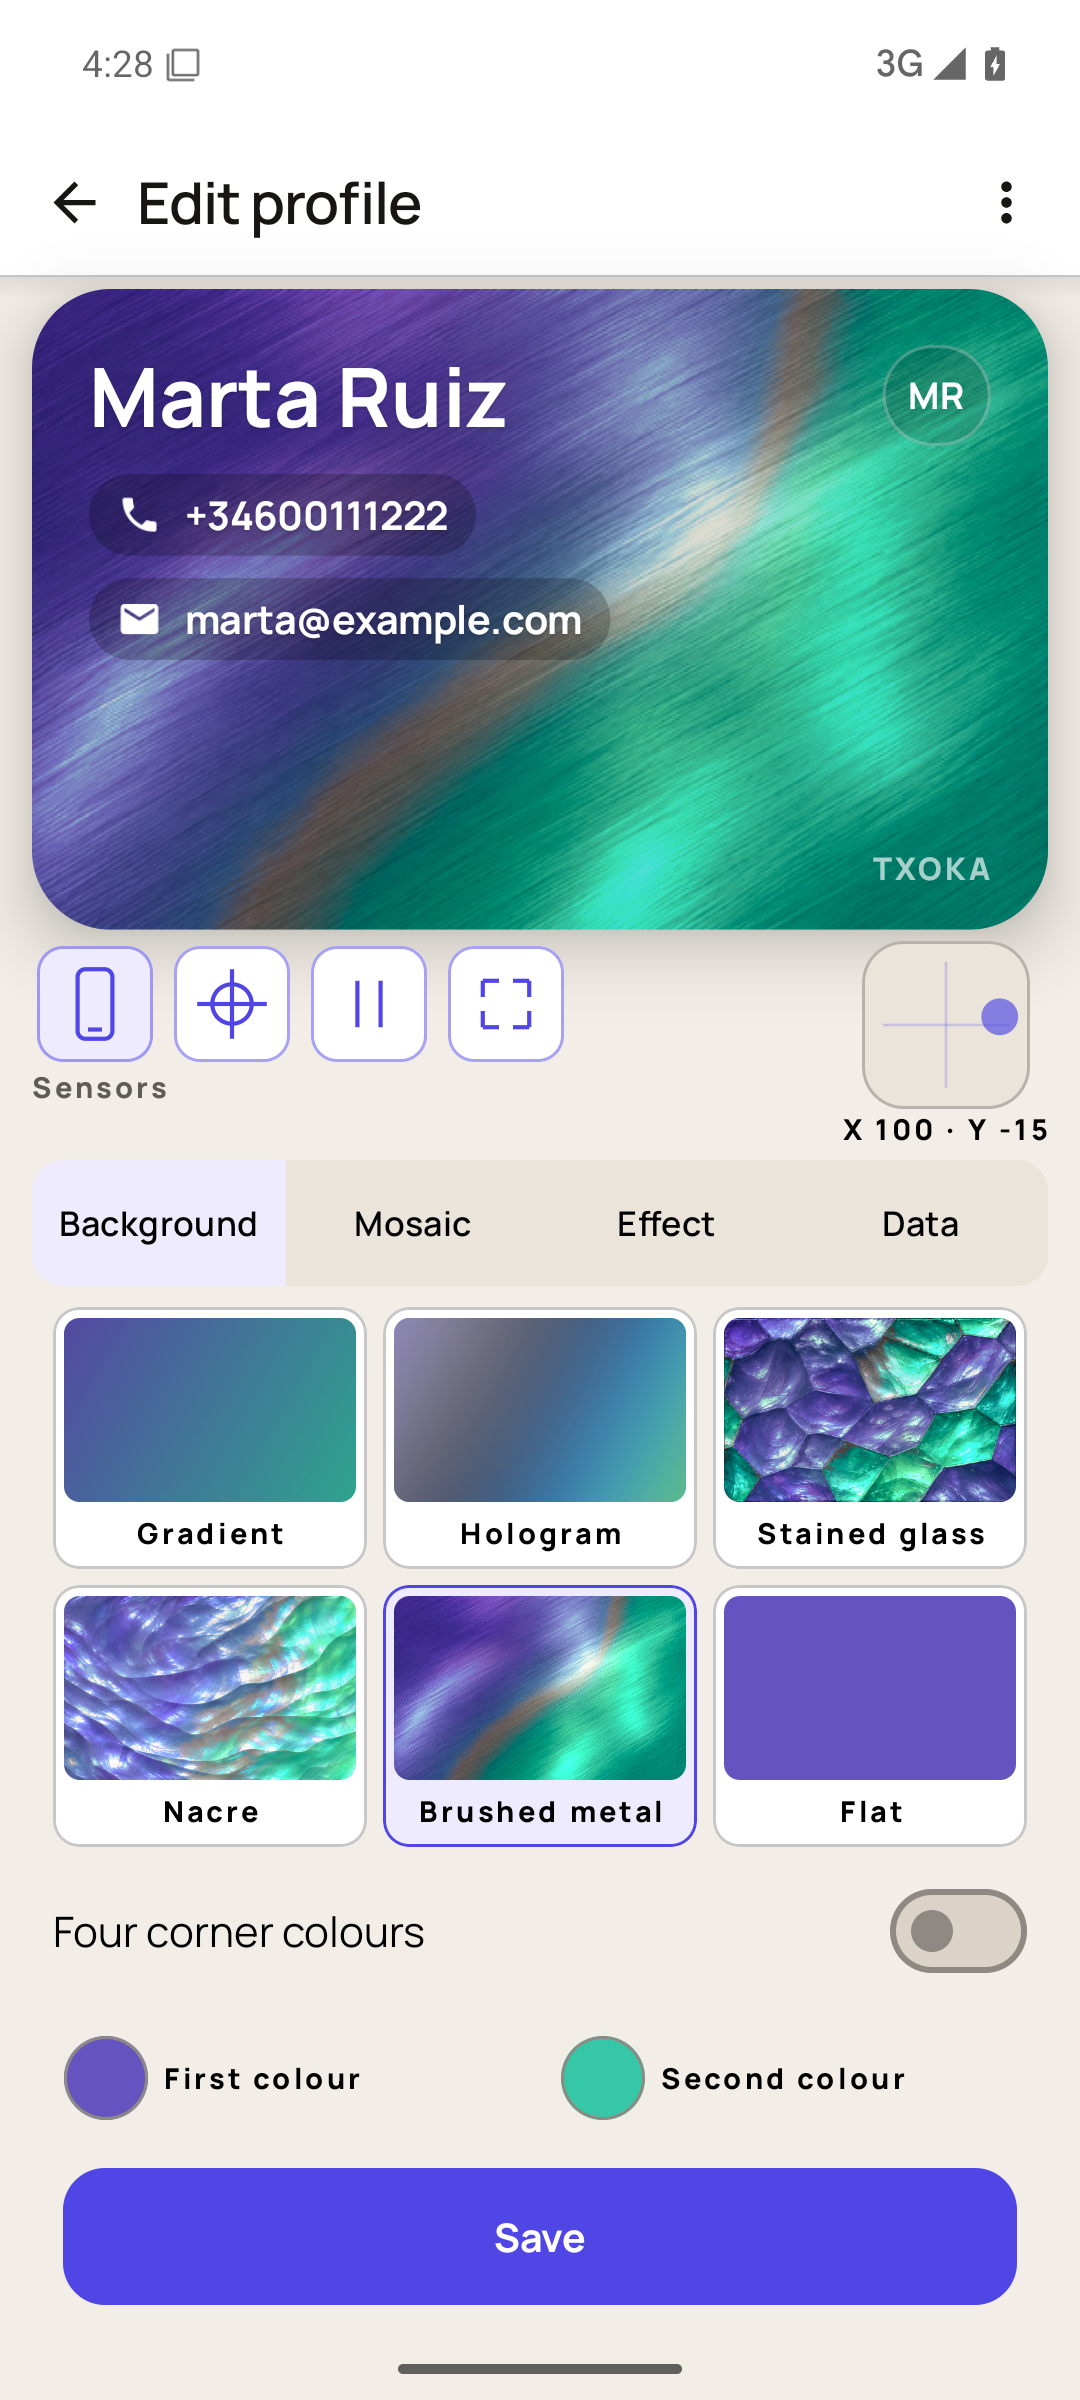 4:28
3G
Edit profile
Marta Ruiz
MR
+34600111222
marta@example.com
TXOKA
Sensors
X 100 · Y -15
Background Mosaic Effect Data
Gradient Hologram Stained glass
Nacre Brushed metal Flat
Four corner colours
First colour Second colour
Save